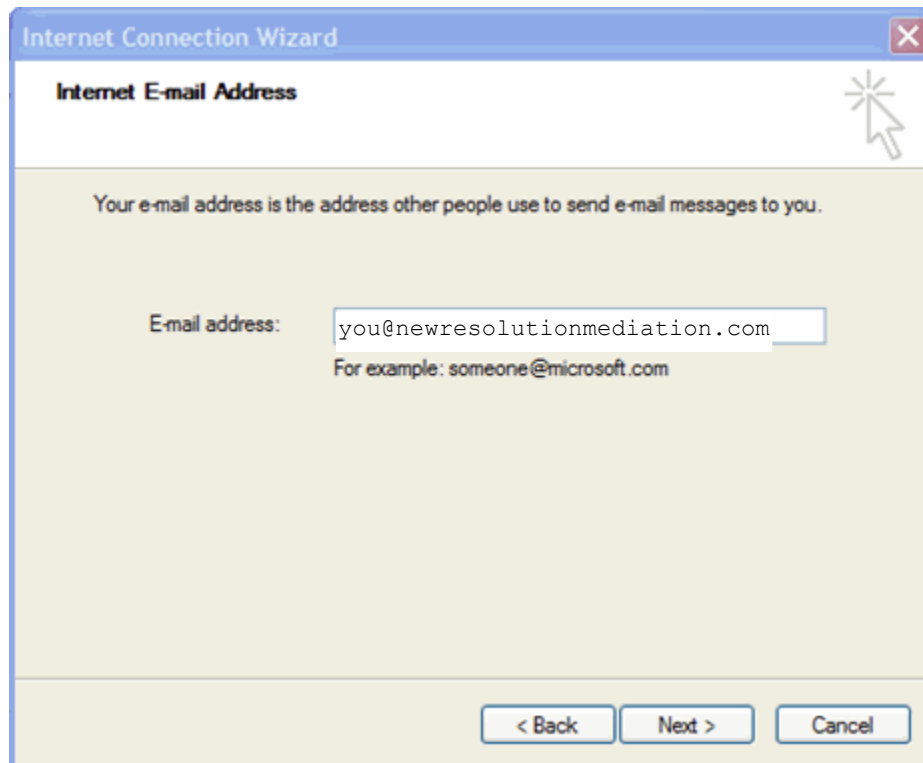 Internet Connection Wizard
Internet E-mail Address
Your e-mail address is the address other people use to send e-mail messages to you.
E-mail address: you@newresolutionmediation.com
For example: someone@microsoft.com
< Back Next > Cancel